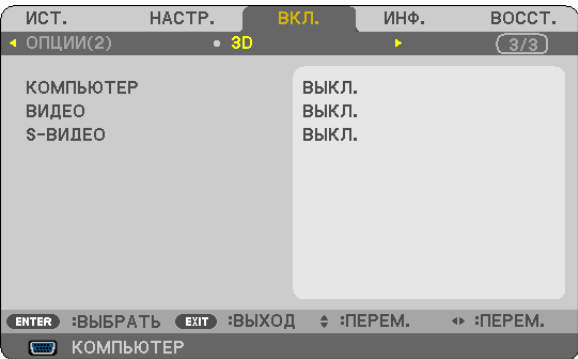 ИСТ. НАСТР. ВКЛ. ИНФ. ВОССТ.
ОПЦИИ(2) 3D 3/3
КОМПЬЮТЕР ВЫКЛ.
ВИДЕО ВЫКЛ.
S-ВИДЕО ВЫКЛ.
ENTER :ВЫБРАТЬ EXIT :ВЫХОД :ПЕРЕМ. :ПЕРЕМ.
КОМПЬЮТЕР